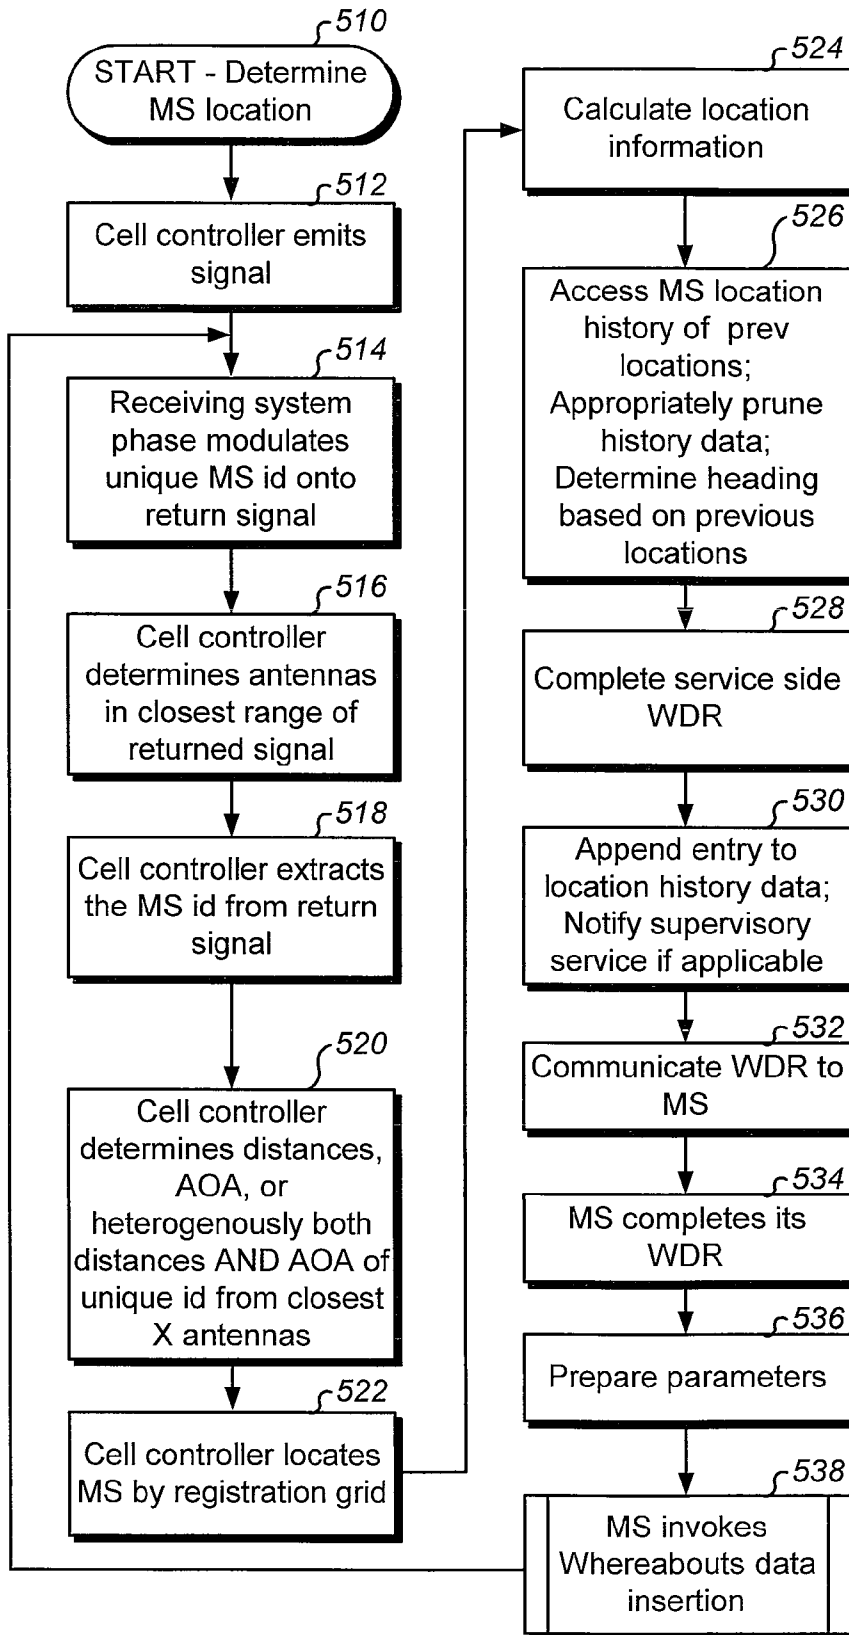 510
START - Determine
MS location
512
Cell controller emits
signal
514
Receiving system
phase modulates
unique MS id onto
return signal
516
Cell controller
determines antennas
in closest range of
returned signal
518
Cell controller extracts
the MS id from return
signal
520
Cell controller
determines distances,
AOA, or
heterogenously both
distances AND AOA of
unique id from closest
X antennas
522
Cell controller locates
MS by registration grid
524
Calculate location
information
526
Access MS location
history of prev
locations;
Appropriately prune
history data;
Determine heading
based on previous
locations
528
Complete service side
WDR
530
Append entry to
location history data;
Notify supervisory
service if applicable
532
Communicate WDR to
MS
534
MS completes its
WDR
536
Prepare parameters
538
MS invokes
Whereabouts data
insertion